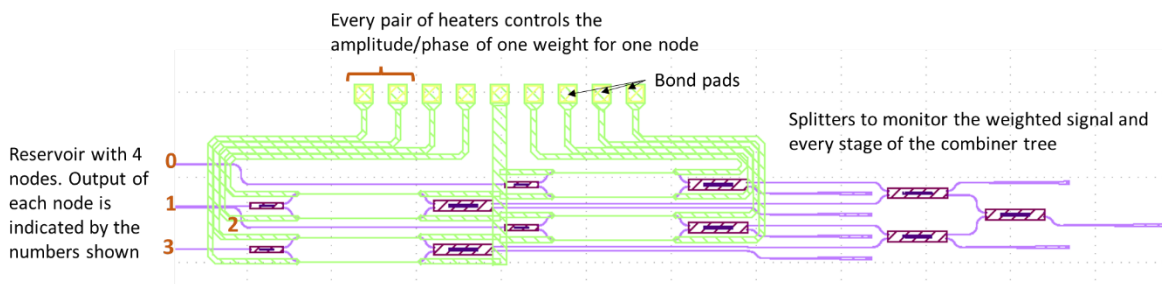 Every pair of heaters controls the
amplitude/phase of one weight for one node
Bond pads
Splitters to monitor the weighted signal and
every stage of the combiner tree
Reservoir with 4
nodes. Output of
each node is
indicated by the
numbers shown
0
1
2
3